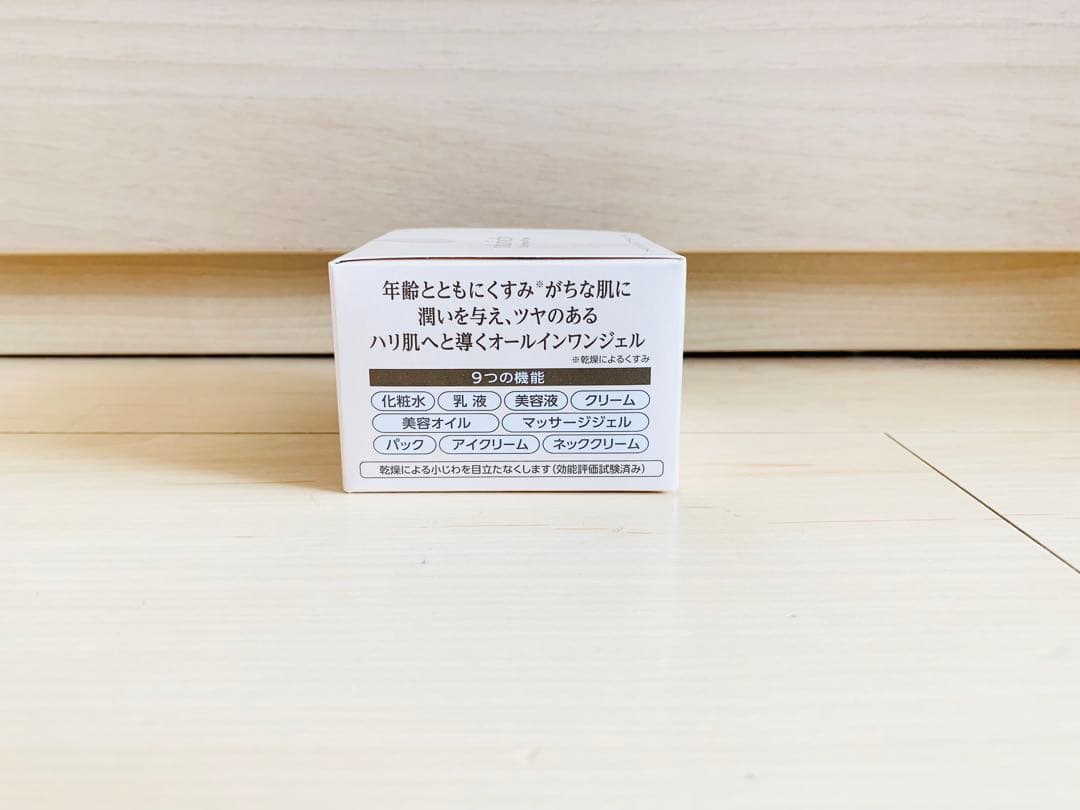 年齢とともにくすみ※がちな肌に
潤いを与え、ツヤのある
ハリ肌へと導くオールインワンジェル
※乾燥によるくすみ
9つの機能
化粧水 乳液 美容液 クリーム
美容オイル マッサージジェル
パック アイクリーム ネッククリーム
乾燥による小じわを目立たなくします(効能評価試験済み)